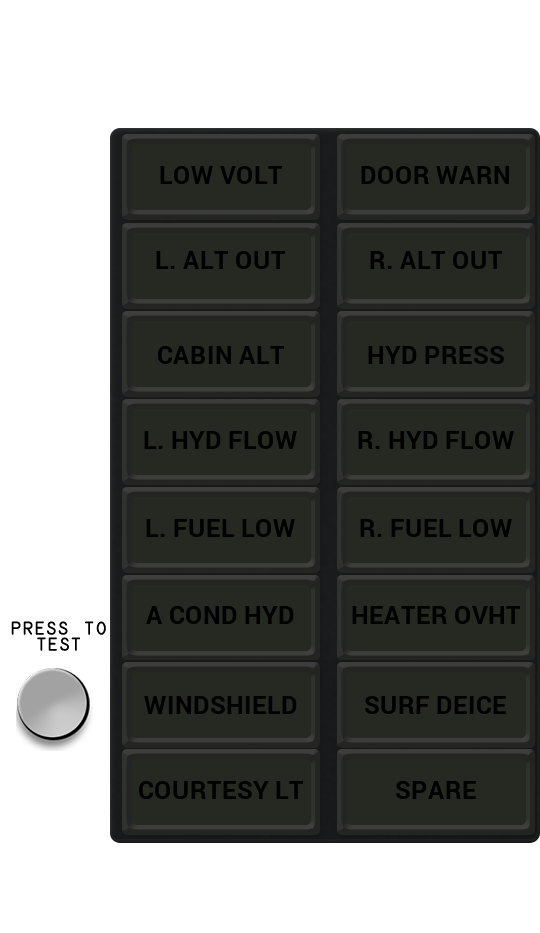 LOW VOLT
DOOR WARN
L. ALT OUT
R. ALT OUT
CABIN ALT
HYD PRESS
L. HYD FLOW
R. HYD FLOW
L. FUEL LOW
R. FUEL LOW
A COND HYD
HEATER OVHT
PRESS TO
TEST
WINDSHIELD
SURF DEICE
COURTESY LT
SPARE